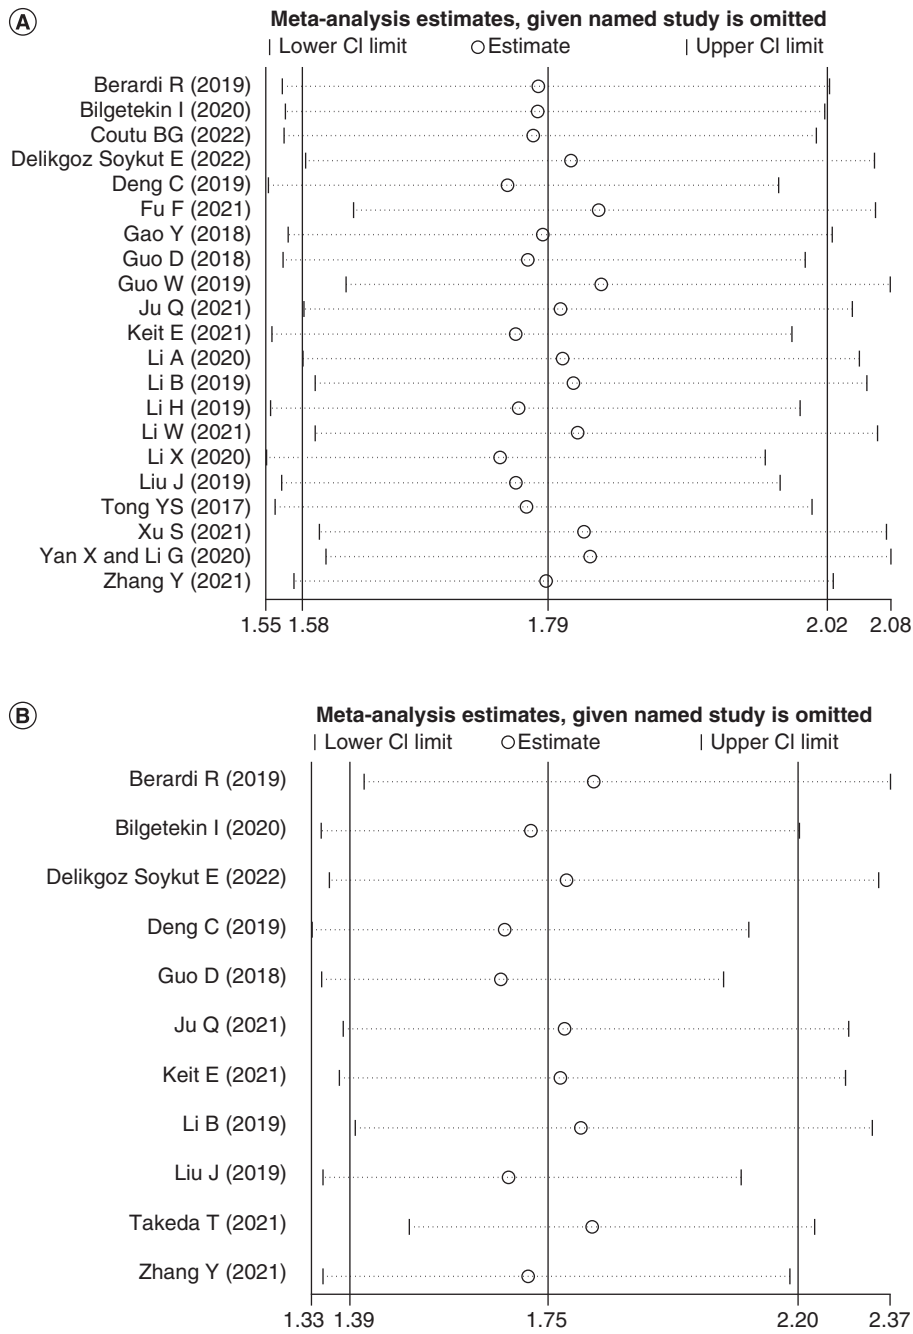 A
Meta-analysis estimates, given named study is omitted
| Lower CI limit ○ Estimate | Upper CI limit
Berardi R (2019)
Bilgetekin I (2020)
Coutu BG (2022)
Delikgoz Soykut E (2022)
Deng C (2019)
Fu F (2021)
Gao Y (2018)
Guo D (2018)
Guo W (2019)
Ju Q (2021)
Keit E (2021)
Li A (2020)
Li B (2019)
Li H (2019)
Li W (2021)
Li X (2020)
Liu J (2019)
Tong YS (2017)
Xu S (2021)
Yan X and Li G (2020)
Zhang Y (2021)
1.55 1.58 1.79 2.02 2.08
B
Meta-analysis estimates, given named study is omitted
| Lower CI limit ○ Estimate | Upper CI limit
Berardi R (2019)
Bilgetekin I (2020)
Delikgoz Soykut E (2022)
Deng C (2019)
Guo D (2018)
Ju Q (2021)
Keit E (2021)
Li B (2019)
Liu J (2019)
Takeda T (2021)
Zhang Y (2021)
1.33 1.39 1.75 2.20 2.37